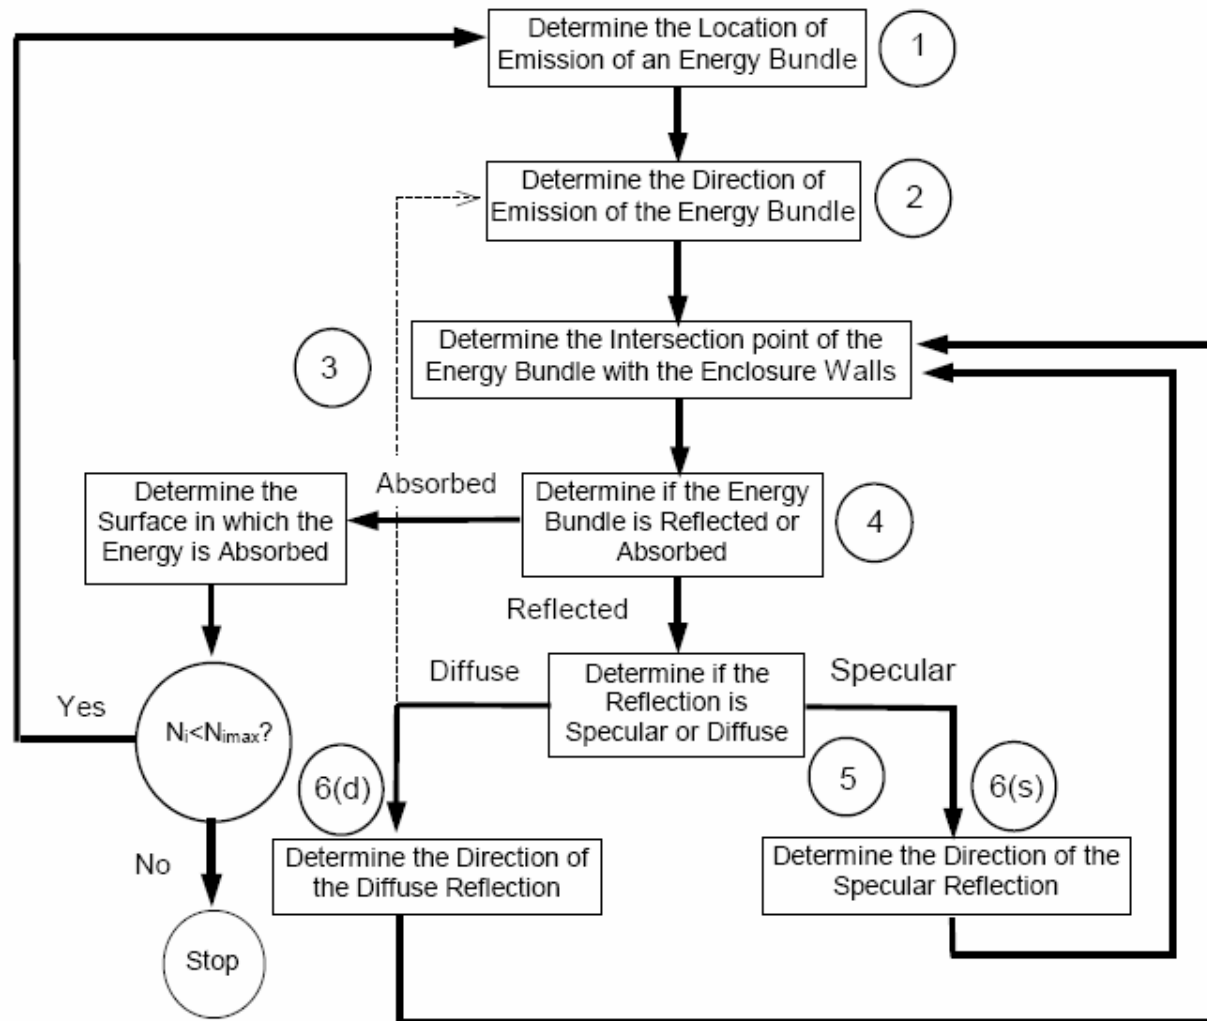 Determine the Location of
Emission of an Energy Bundle
1
Determine the Direction of
Emission of the Energy Bundle
2
Determine the Intersection point of the
Energy Bundle with the Enclosure Walls
3
Absorbed
Determine if the Energy
Bundle is Reflected or
Absorbed
4
Determine the
Surface in which the
Energy is Absorbed
Reflected
Diffuse
Determine if the
Reflection is
Specular or Diffuse
Specular
Yes
Ni<Nimax?
5
6(d)
6(s)
No
Determine the Direction of
the Diffuse Reflection
Determine the Direction of the
Specular Reflection
Stop